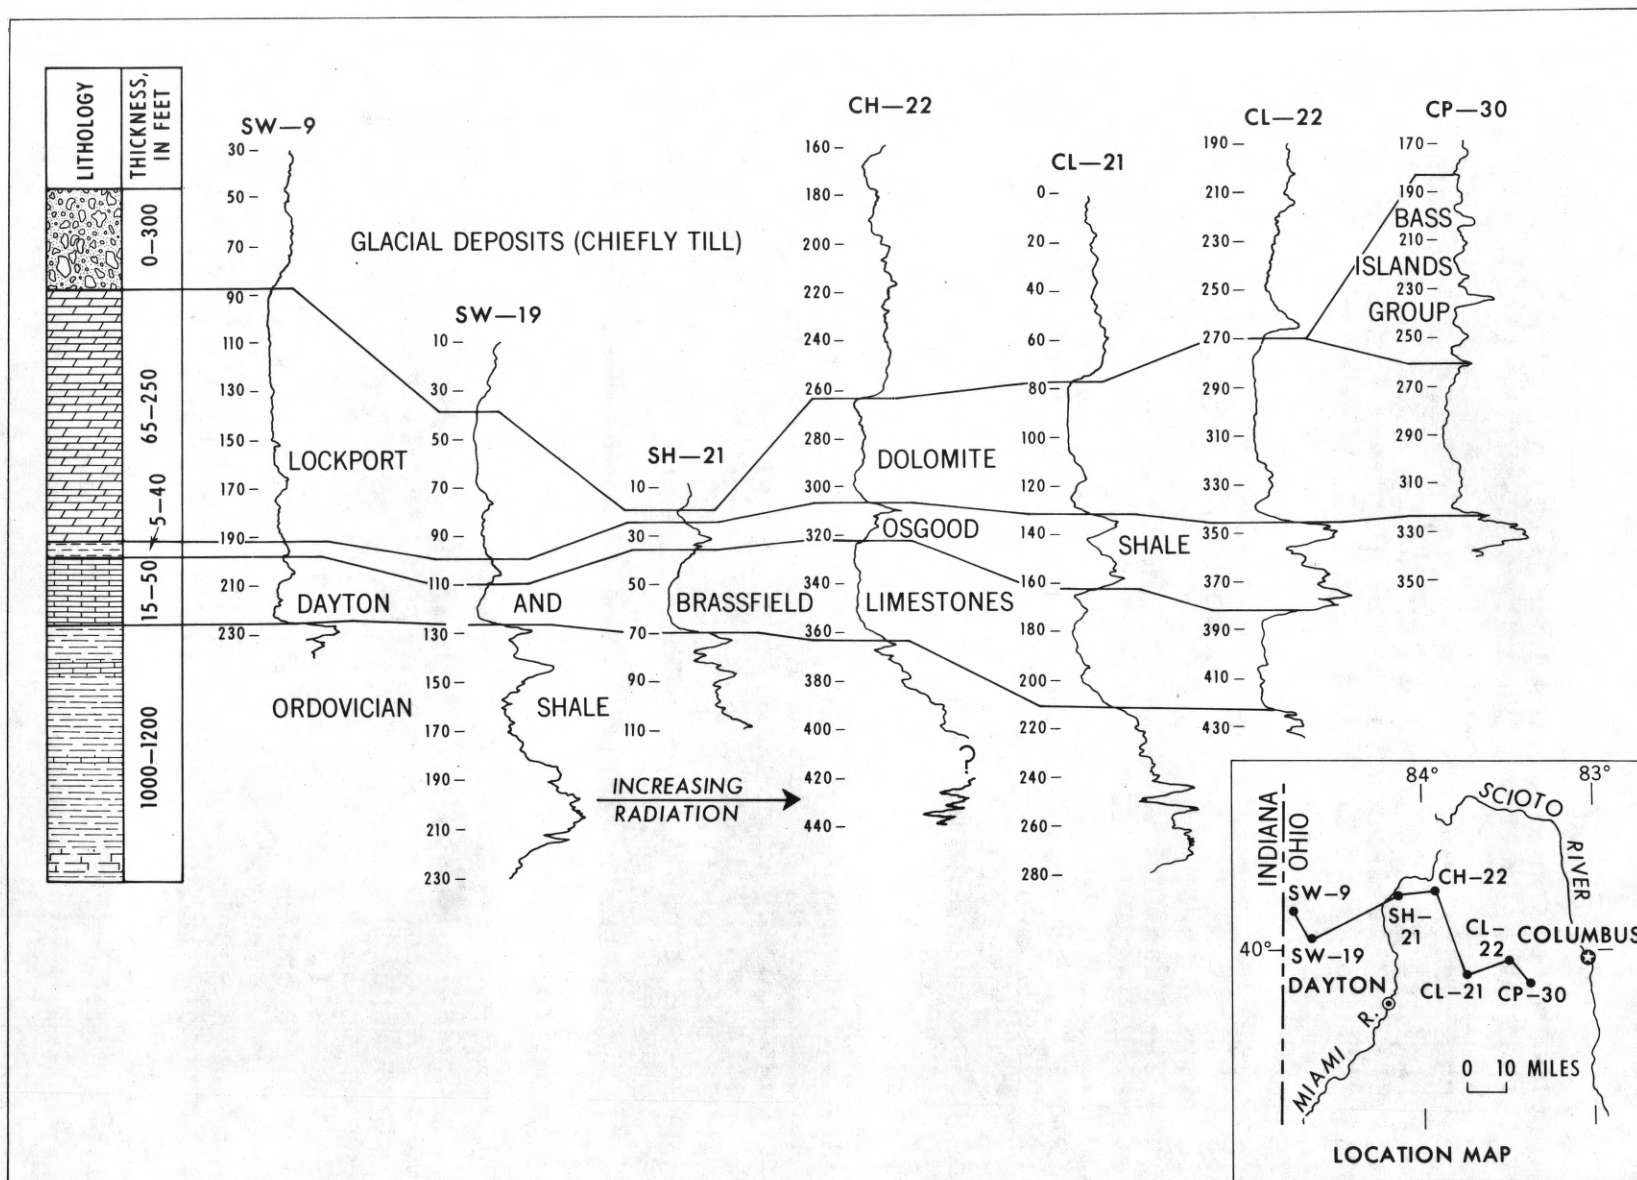 LITHOLOGY
THICKNESS,
IN FEET
0–300
65–250
5–40
15–50
1000–1200
SW–9
30
50
70
90
110
130
150
170
190
210
230
SW–19
10
30
50
70
90
110
130
150
170
190
210
230
SH–21
10
30
50
70
90
110
CH–22
160
180
200
220
240
260
280
300
320
340
360
380
400
420
440
?
CL–21
0
20
40
60
80
100
120
140
160
180
200
220
240
260
280
CL–22
190
210
230
250
270
290
310
330
350
370
390
410
430
CP–30
170
190
210
230
250
270
290
310
330
350
GLACIAL DEPOSITS (CHIEFLY TILL)
BASS
ISLANDS
GROUP
LOCKPORT DOLOMITE
OSGOOD SHALE
DAYTON AND BRASSFIELD LIMESTONES
ORDOVICIAN SHALE
INCREASING
RADIATION
84°
83°
INDIANA
OHIO
SCIOTO
RIVER
SW–9
CH–22
SH–
21
CL–
22
COLUMBUS
40°
SW–19
DAYTON
CL–21
CP–30
R.
MIAMI
0 10 MILES
LOCATION MAP